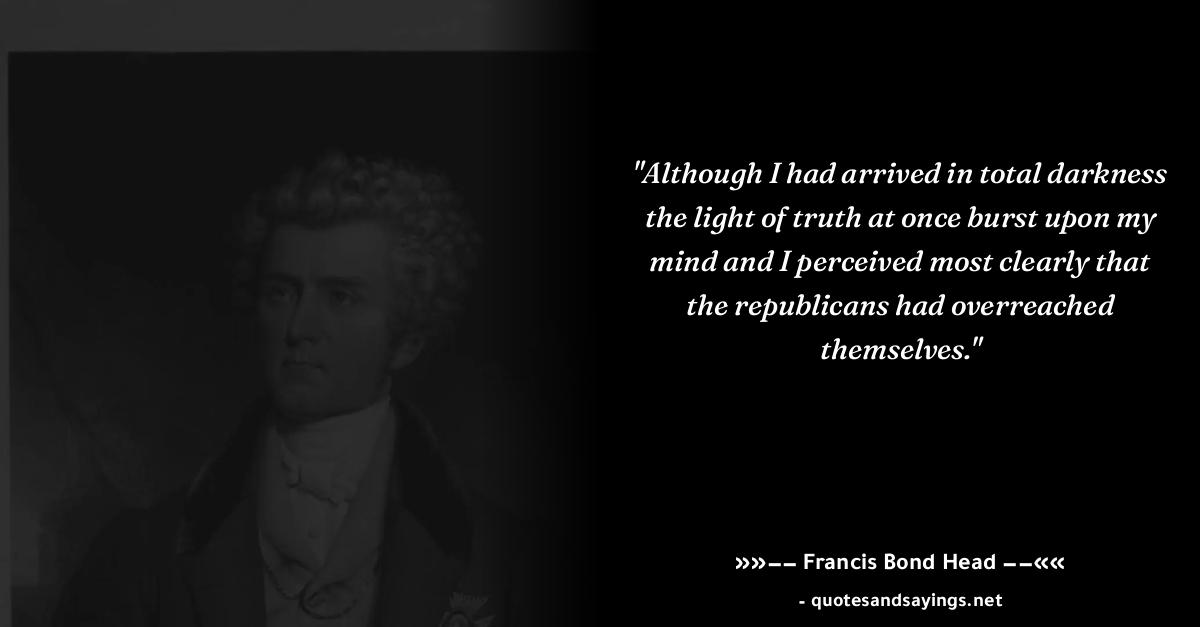 "Although I had arrived in total darkness
the light of truth at once burst upon my
mind and I perceived most clearly that
the republicans had overreached
themselves."
»»−− Francis Bond Head −−««
- quotesandsayings.net